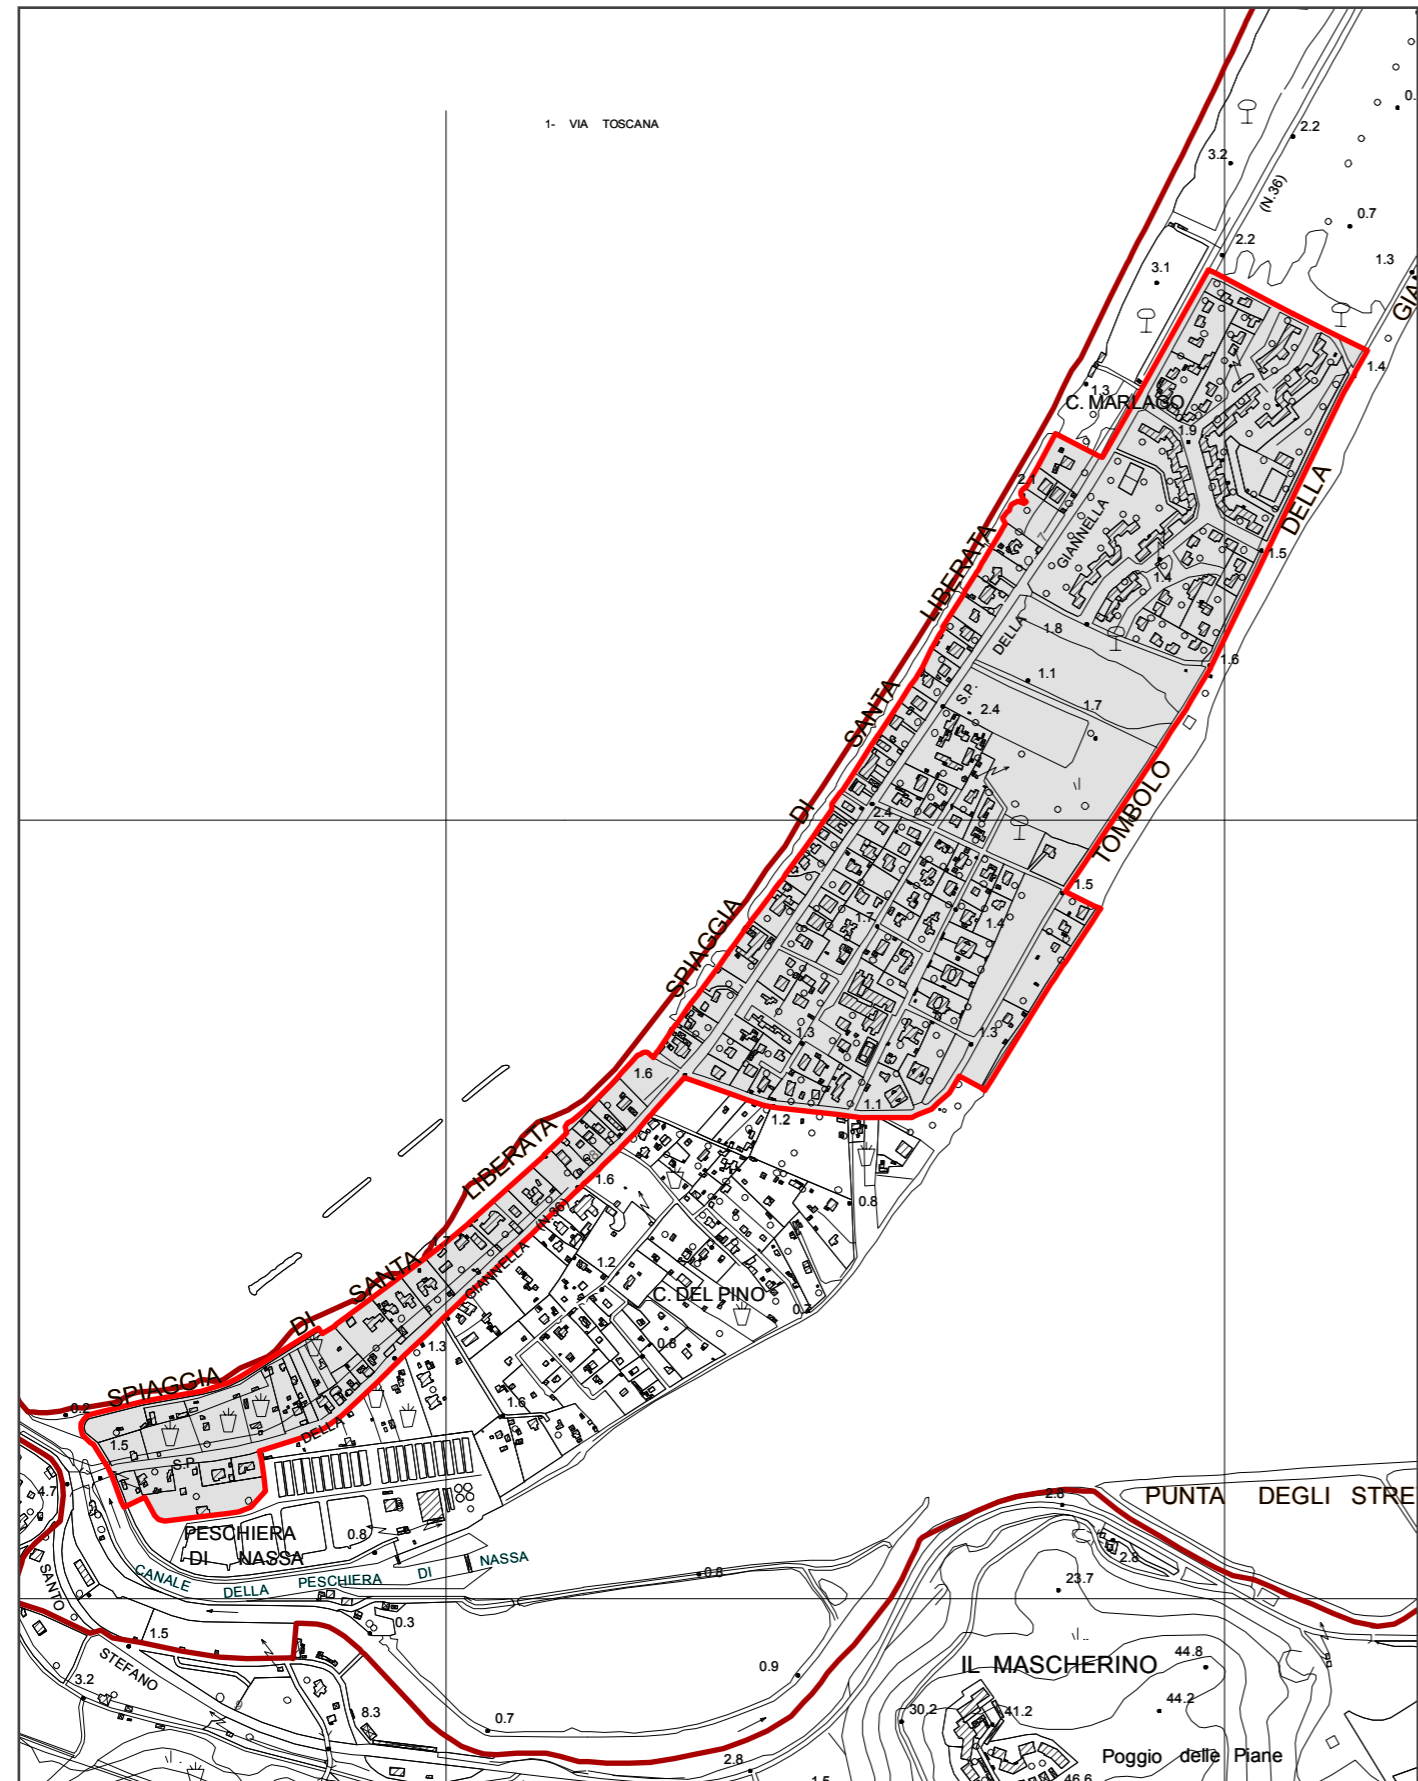 1- VIA TOSCANA
0.
2.2
3.2
(N.36)
0.7
2.2
1.3
3.1
GIA
1.4
1.3
C. MARLAGO
1.9
2.1
DELLA
GIANNELLA
LIBERATA
1.5
1.4
1.8
DELLA
1.6
1.1
S.P.
1.7
2.4
SANTA
TOMBOLO
DI
2.4
1.5
1.7
1.4
SPIAGGIA
1.3
1.3
1.6
1.1
1.2
LIBERATA
1.6
0.8
(N.36)
GIANNELLA
1.2
SANTA
C. DEL PINO
0.7
DI
0.8
1.3
SPIAGGIA
0.2
1.6
DELLA
1.5
S.P.
4.7
2.8
PUNTA DEGLI STRE
PESCHIERA
DI NASSA
0.8
2.8
CANALE DELLA PESCHIERA DI NASSA
0.8
23.7
SANTO
0.3
1.5
STEFANO
0.9
IL MASCHERINO
44.8
3.2
44.2
8.3
0.7
30.2
41.2
2.8
Poggio delle Piane
1.5
46.6